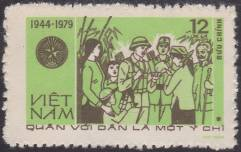 1944-1979
12
XU
BƯU CHÍNH
VIỆT
NAM
QUÂN VỚI DÂN LÀ MỘT Ý CHÍ